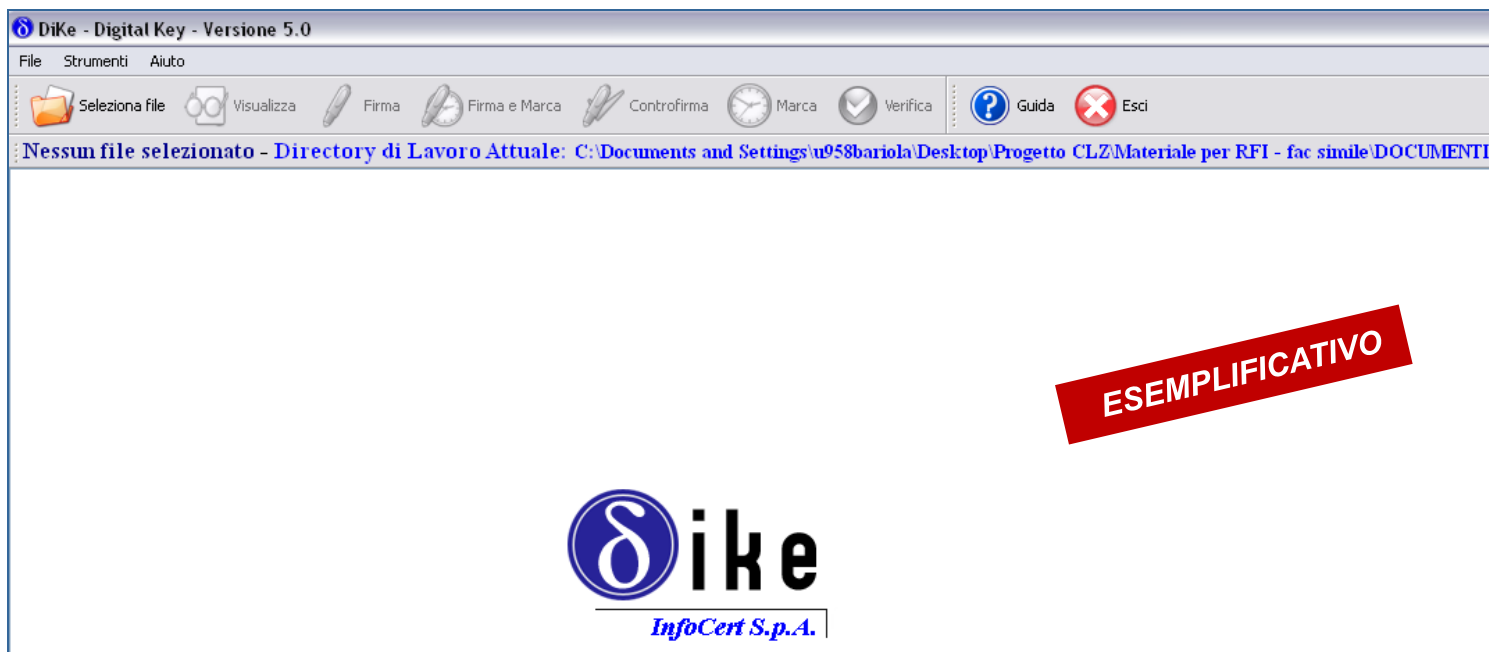 DiKe - Digital Key - Versione 5.0
File Strumenti Aiuto
Seleziona file Visualizza Firma Firma e Marca Controfirma Marca Verifica Guida Esci
Nessun file selezionato - Directory di Lavoro Attuale: C:\Documents and Settings\u958bariola\Desktop\Progetto CLZ\Materiale per RFI - fac simile\DOCUMENTI
ESEMPLIFICATIVO
δike
InfoCert S.p.A.